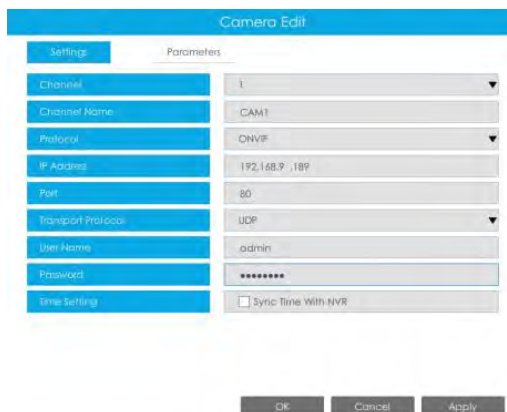 Camera Edit
Settings Parameters
Channel 1
Channel Name CAM1
Protocol ONVIF
IP Address 192.168.9 .189
Port 80
Transport Protocol UDP
User Name admin
Password ••••••••
Time Setting Sync Time With NVR
OK Cancel Apply